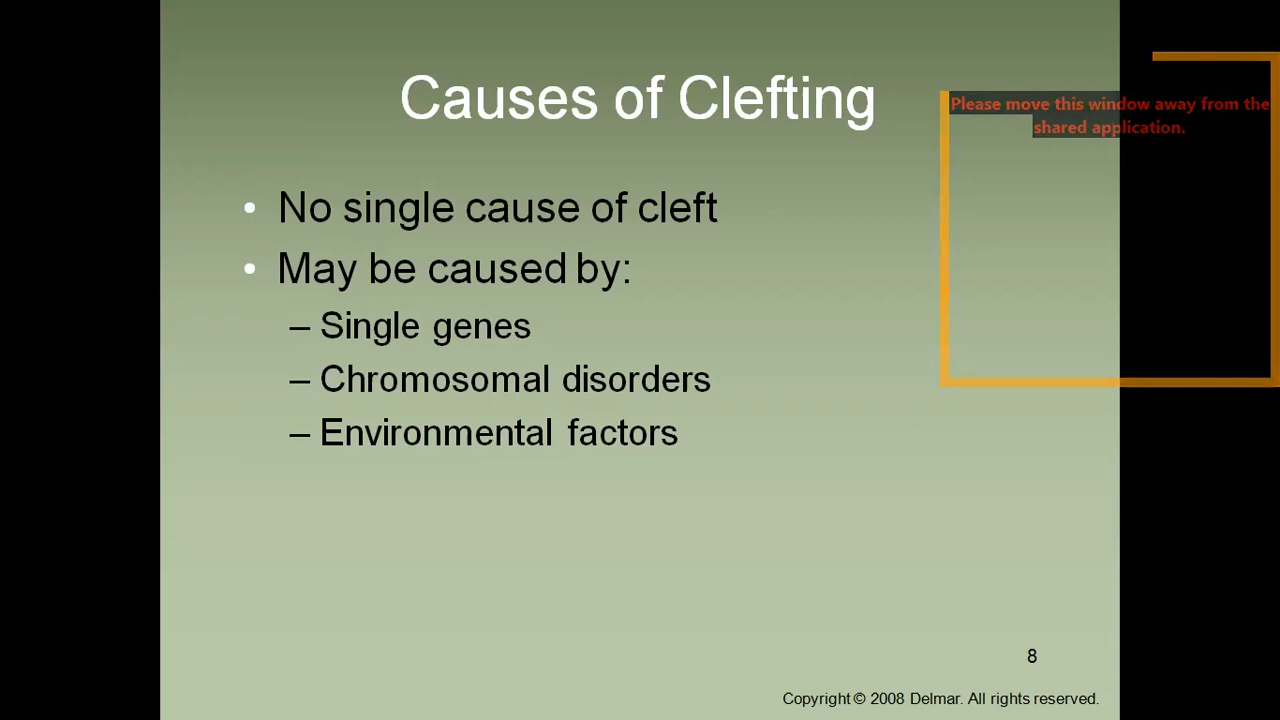 Causes of Clefting
Please move this window away from the
shared application.
• No single cause of cleft
• May be caused by:
– Single genes
– Chromosomal disorders
– Environmental factors
8
Copyright © 2008 Delmar. All rights reserved.